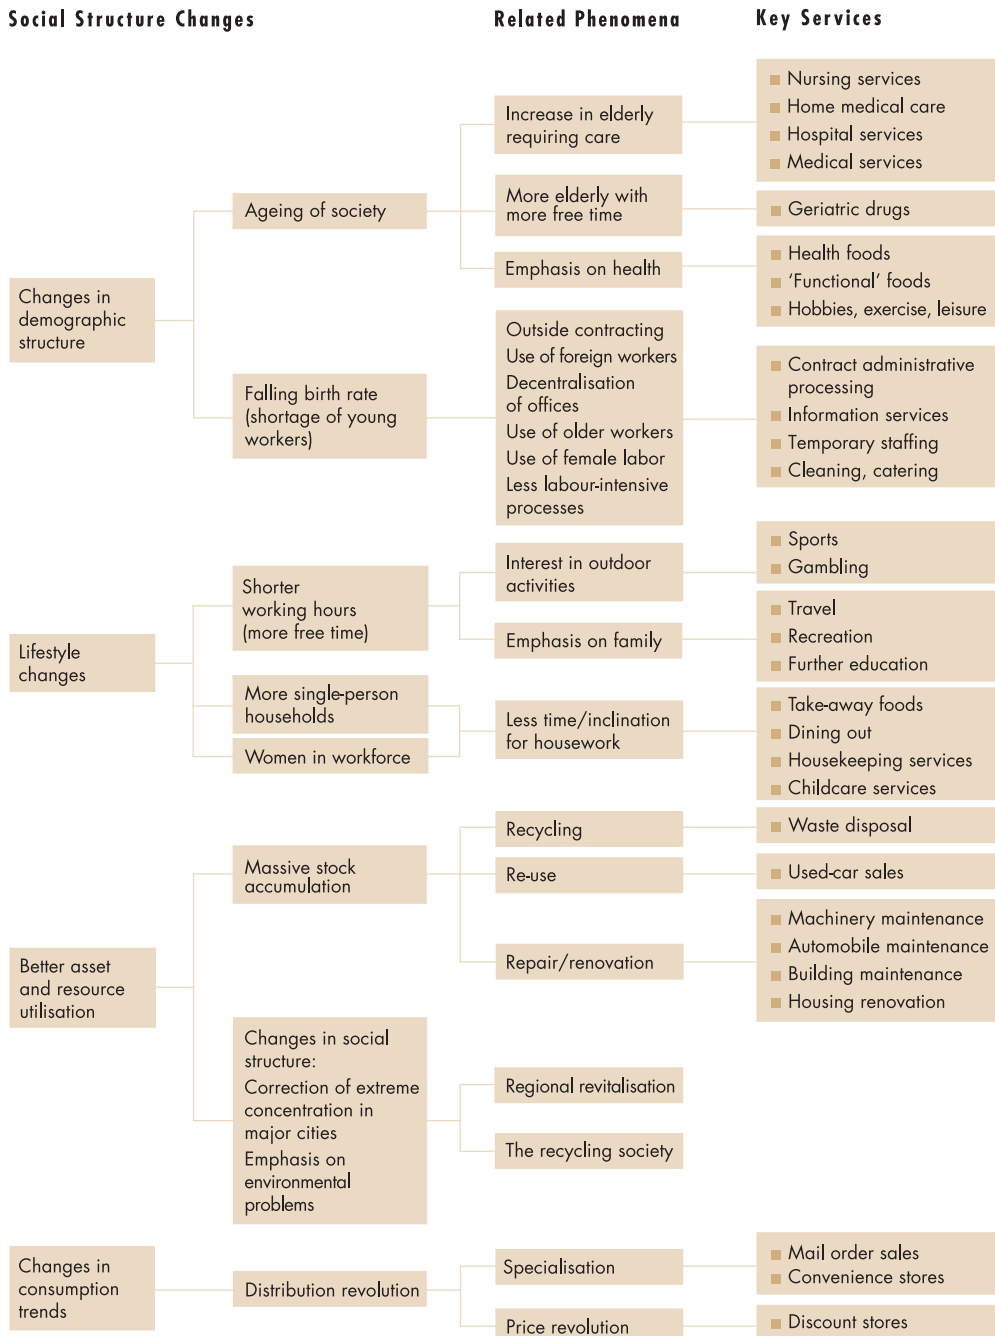 Social Structure Changes
Related Phenomena
Key Services
Changes in
demographic
structure
Ageing of society
Increase in elderly
requiring care
Nursing services
Home medical care
Hospital services
Medical services
More elderly with
more free time
Geriatric drugs
Emphasis on health
Health foods
‘Functional’ foods
Hobbies, exercise, leisure
Falling birth rate
(shortage of young
workers)
Outside contracting
Use of foreign workers
Decentralisation
of offices
Use of older workers
Use of female labor
Less labour-intensive
processes
Contract administrative
processing
Information services
Temporary staffing
Cleaning, catering
Lifestyle
changes
Shorter
working hours
(more free time)
Interest in outdoor
activities
Sports
Gambling
Emphasis on family
Travel
Recreation
Further education
More single-person
households
Women in workforce
Less time/inclination
for housework
Take-away foods
Dining out
Housekeeping services
Childcare services
Better asset
and resource
utilisation
Massive stock
accumulation
Recycling
Waste disposal
Re-use
Used-car sales
Repair/renovation
Machinery maintenance
Automobile maintenance
Building maintenance
Housing renovation
Changes in social
structure:
Correction of extreme
concentration in
major cities
Emphasis on
environmental
problems
Regional revitalisation
The recycling society
Changes in
consumption
trends
Distribution revolution
Specialisation
Mail order sales
Convenience stores
Price revolution
Discount stores